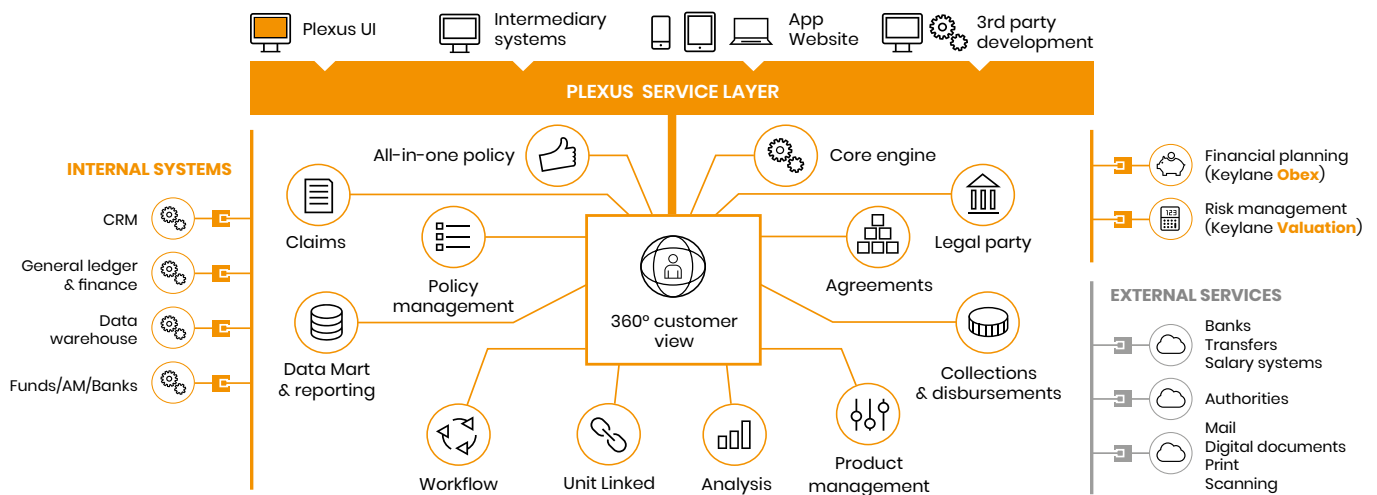 Plexus UI
Intermediary
systems
App
Website
3rd party
development
PLEXUS SERVICE LAYER
INTERNAL SYSTEMS
CRM
General ledger
& finance
Data
warehouse
Funds/AM/Banks
All-in-one policy
Core engine
Claims
Policy
management
Legal party
Agreements
360° customer
view
Data Mart
& reporting
Collections
& disbursements
Workflow
Unit Linked
Analysis
Product
management
Financial planning
(Keylane Obex)
123
Risk management
(Keylane Valuation)
EXTERNAL SERVICES
Banks
Transfers
Salary systems
Authorities
Mail
Digital documents
Print
Scanning